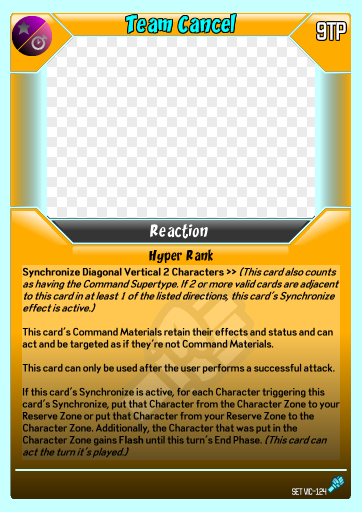 Team Cancel
9TP
Reaction
Hyper Rank
Synchronize Diagonal Vertical 2 Characters >> (This card also counts
as having the Command Supertype. If 2 or more valid cards are adjacent
to this card in at least 1 of the listed directions, this card's Synchronize
effect is active.)
This card's Command Materials retain their effects and status and can
act and be targeted as if they're not Command Materials.
This card can only be used after the user performs a successful attack.
If this card's Synchronize is active, for each Character triggering this
card's Synchronize, put that Character from the Character Zone to your
Reserve Zone or put that Character from your Reserve Zone to the
Character Zone. Additionally, the Character that was put in the
Character Zone gains Flash until this turn's End Phase. (This card can
act the turn it's played.)
SET VIC-124